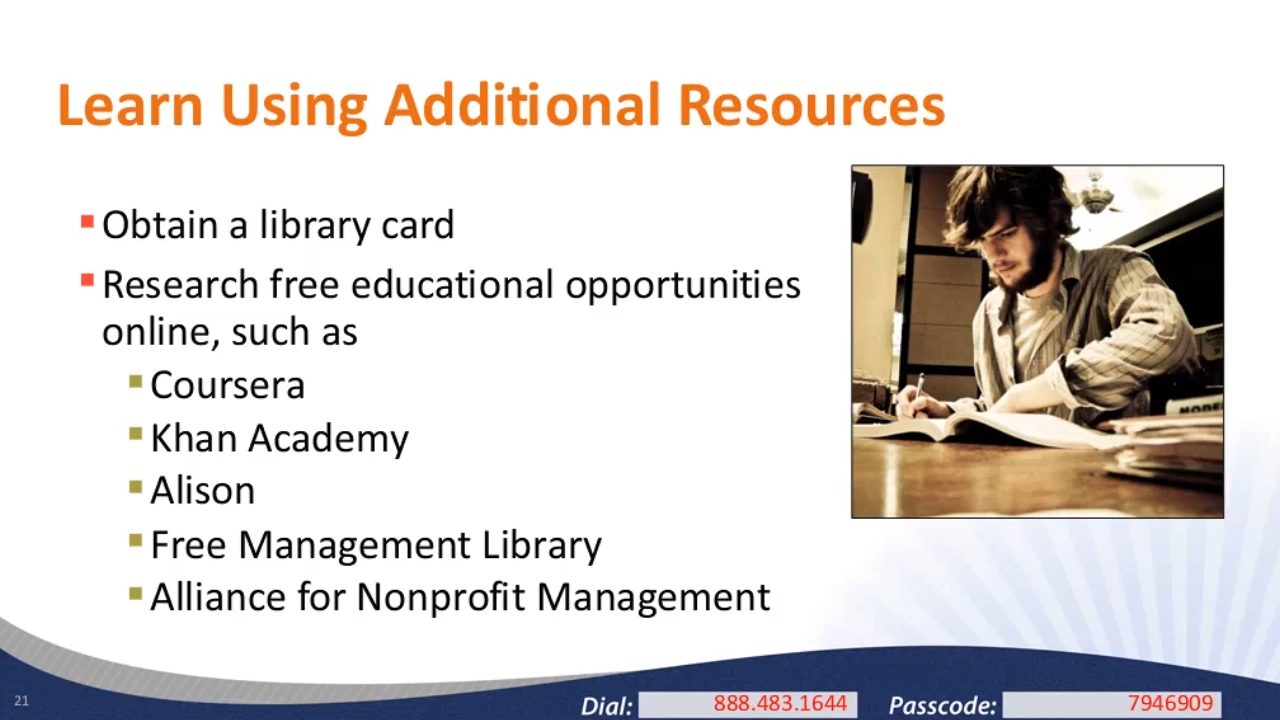 Learn Using Additional Resources
Obtain a library card
Research free educational opportunities
online, such as
Coursera
Khan Academy
Alison
Free Management Library
Alliance for Nonprofit Management
21
Dial: 888.483.1644 Passcode: 7946909